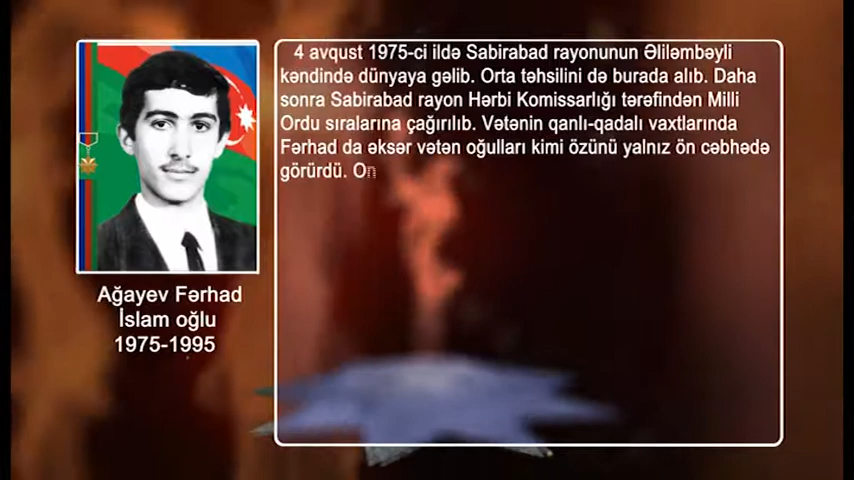 4 avqust 1975-ci ildə Sabirabad rayonunun Əliləmbəyli
kəndində dünyaya gəlib. Orta təhsilini də burada alıb. Daha
sonra Sabirabad rayon Hərbi Komissarlığı tərəfindən Milli
Ordu sıralarına çağırılıb. Vətənin qanlı-qadalı vaxtlarında
Fərhad da əksər vətən oğulları kimi özünü yalnız ön cəbhədə
görürdü. On
Ağayev Fərhad
İslam oğlu
1975-1995